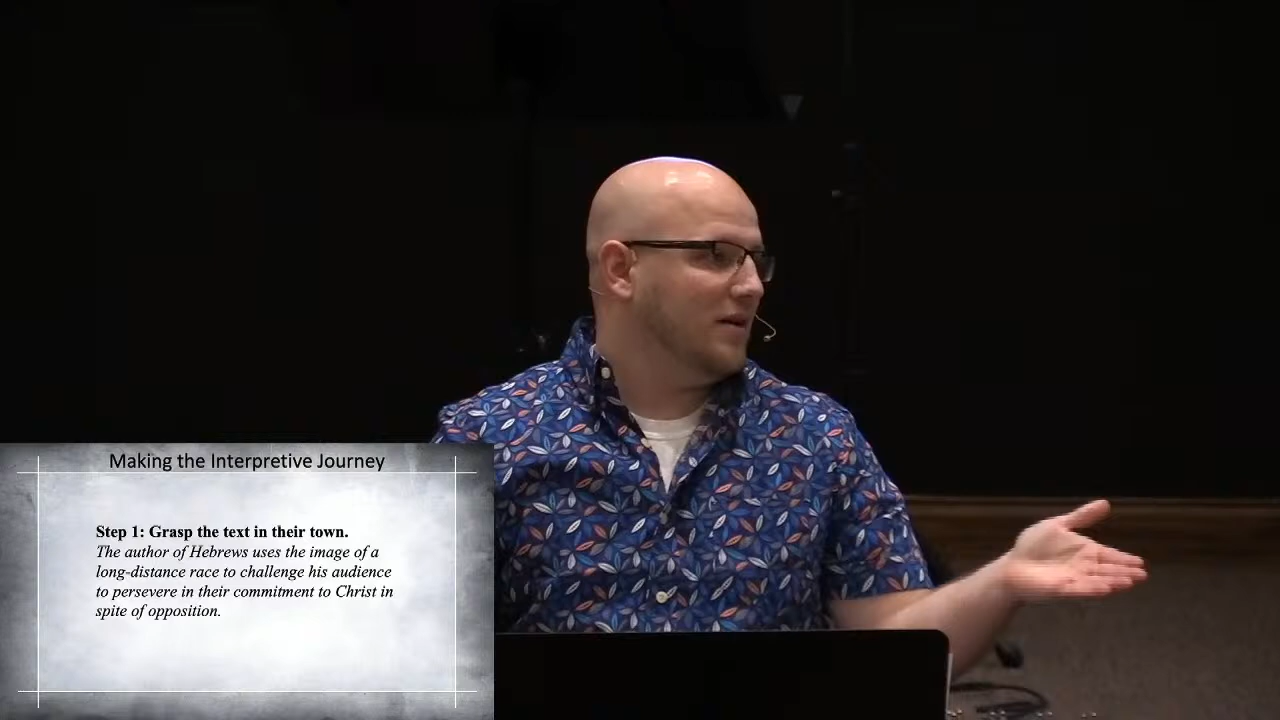 Making the Interpretive Journey
Step 1: Grasp the text in their town.
The author of Hebrews uses the image of a
long-distance race to challenge his audience
to persevere in their commitment to Christ in
spite of opposition.